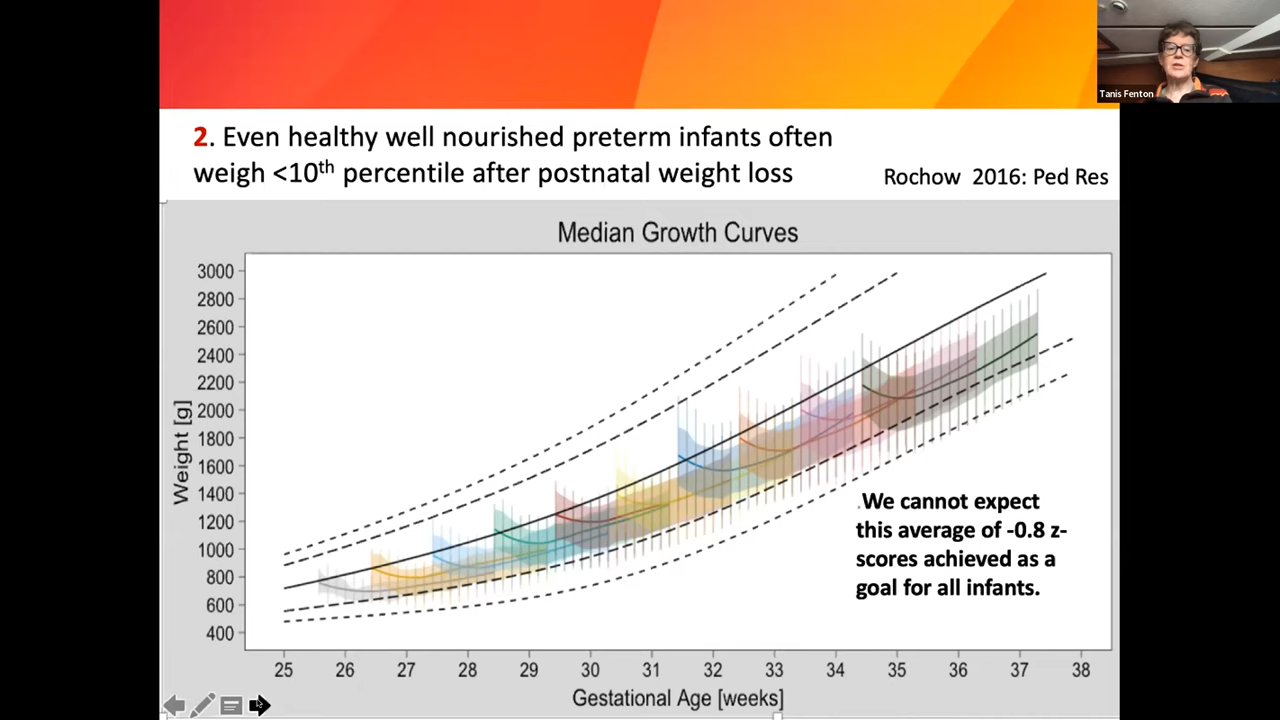 Tanis Fenton
2. Even healthy well nourished preterm infants often
weigh <10th percentile after postnatal weight loss
Rochow 2016: Ped Res
Median Growth Curves
Weight [g]
3000
2800
2600
2400
2200
2000
1800
1600
1400
1200
1000
800
600
400
.We cannot expect
this average of -0.8 z-
scores achieved as a
goal for all infants.
25 26 27 28 29 30 31 32 33 34 35 36 37 38
Gestational Age [weeks]